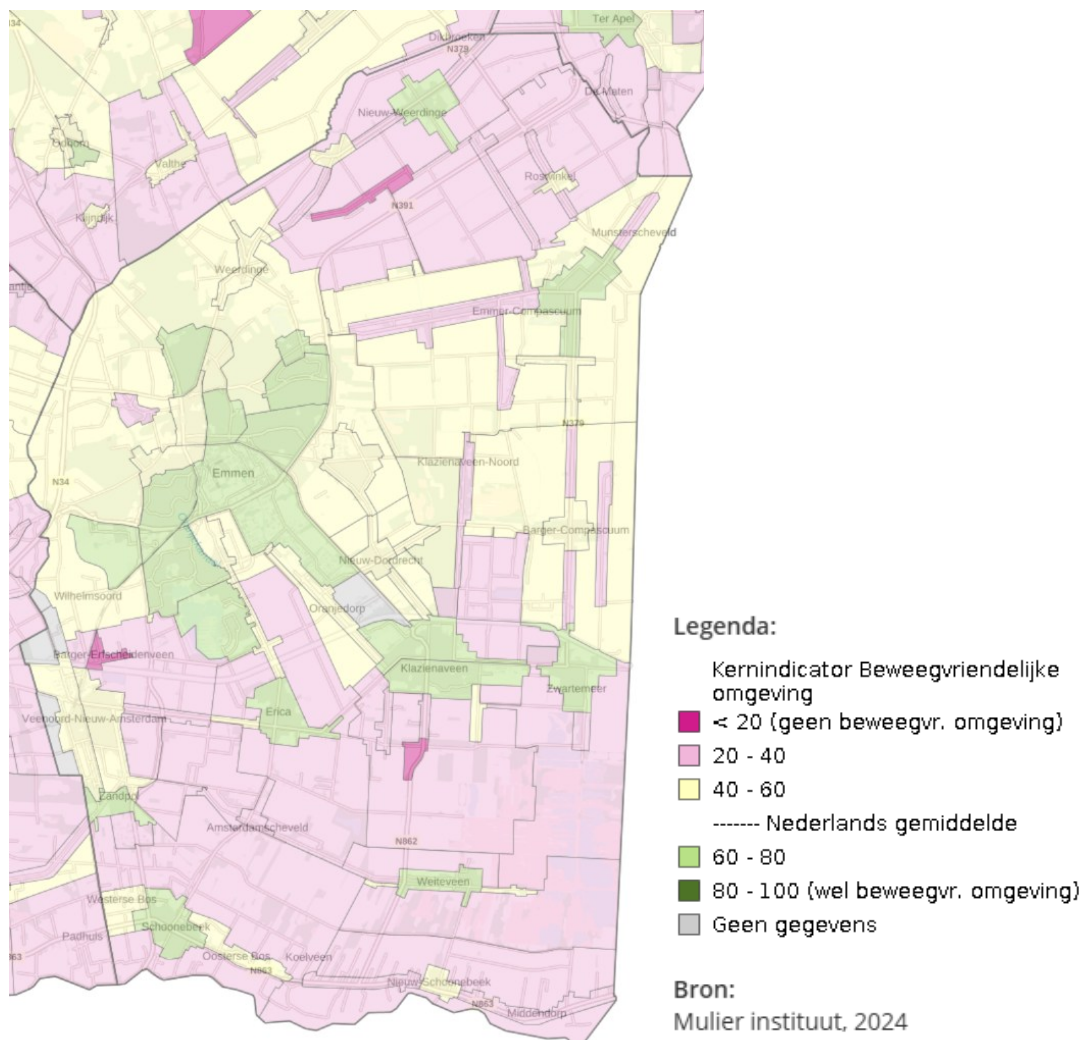 N34
Ter Apel
N379
De Maten
Nieuw-Weerdinge
Odoorn
Valthe
Roswinkel
Klijndijk
N391
Munsterscheveld
Weerdinge
Emmer-Compascuum
N379
Klazienaveen-Noord
Emmen
N34
Barger-Compascuum
Nieuw-Dordrecht
Wilhelmsoord
Oranjedorp
Barger-Erfscheidenveen
Klazienaveen
Zwartemeer
Erica
Veenoord-Nieuw-Amsterdam
Zandpol
Amsterdamscheveld
N862
Weiteveen
Westerse Bos
Schoonebeek
Padhuis
Oosterse Bos
Koelveen
N863
Nieuw-Schoonebeek
N863
Middendorp
Legenda:
Kernindicator Beweegvriendelijke
omgeving
< 20 (geen beweegvr. omgeving)
20 - 40
40 - 60
------- Nederlands gemiddelde
60 - 80
80 - 100 (wel beweegvr. omgeving)
Geen gegevens
Bron:
Mulier instituut, 2024